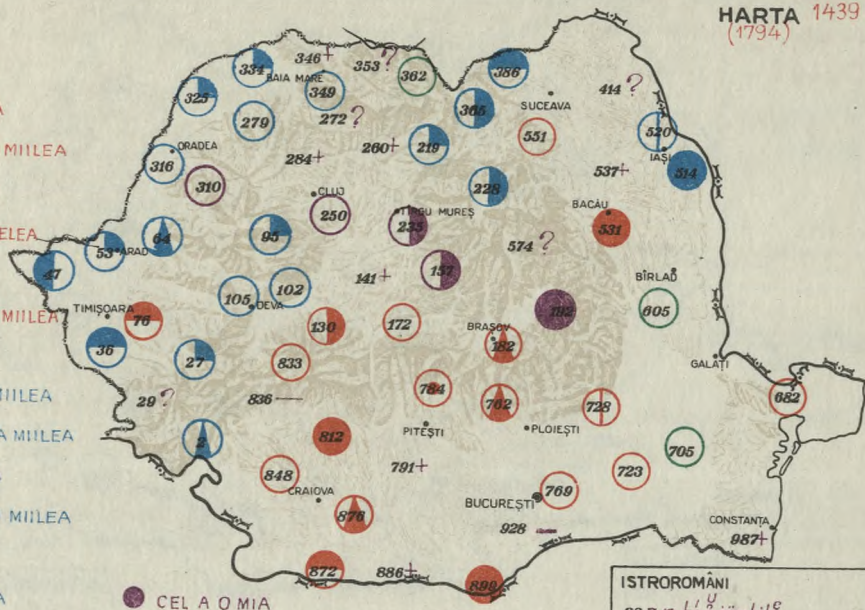 HARTA 1439
(1794)
346+
353?
334
BAIA MARE
362
386
349
325
SUCEAVA
414?
365
279
272?
A
551
520
MIILEA
ORADEA
260+
219
IAȘI
284+
316
537+
514
310
228
CLUJ
250
TÎRGU MUREȘ
BACĂU
235
531
ELEA
64
95
574?
53
ARAD
47
141+
157
BÎRLAD
102
105
DEVA
192
605
TIMIȘOARA
MIILEA
76
130
172
BRAȘOV
182
36
27
833
GALAȚI
784
682
MIILEA
29?
836—
762
728
A MIILEA
2
812
PITEȘTI
PLOIEȘTI
705
791+
848
723
CRAIOVA
769
MIILEA
876
BUCUREȘTI
928 —
CONSTANȚA
987+
872
886+
899
ISTROROMÂNI
A
CEL A O MIA